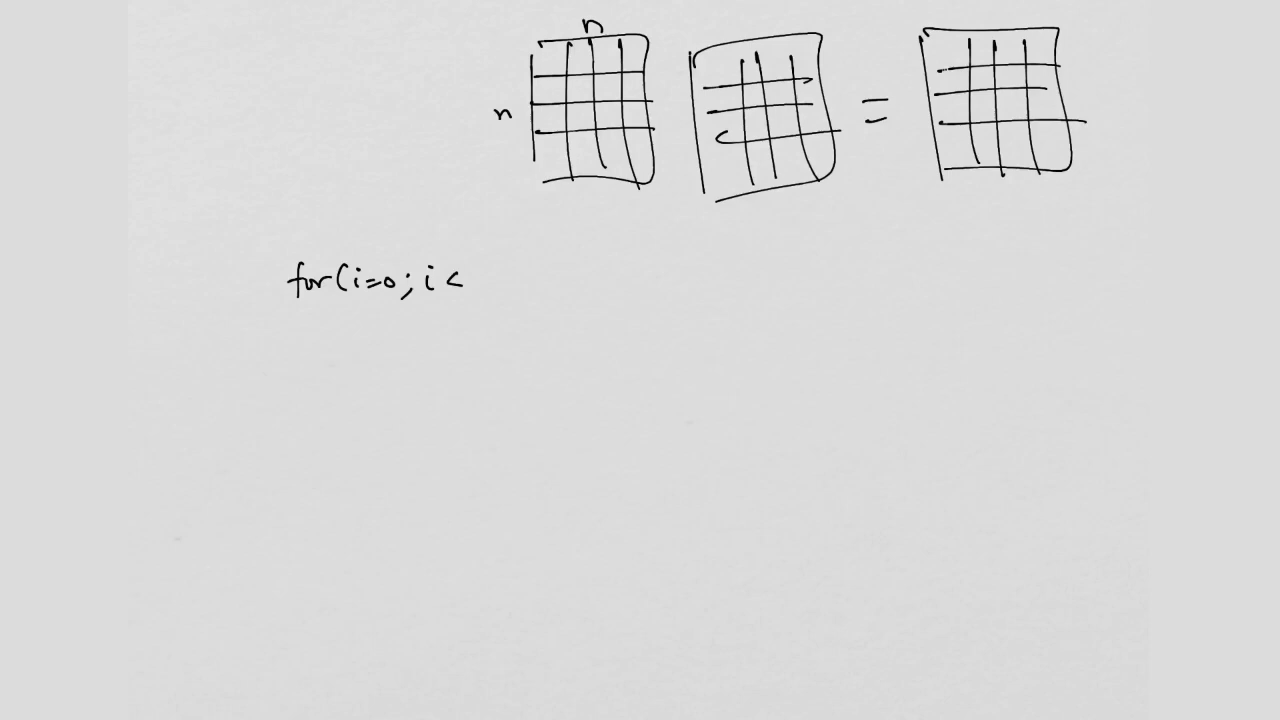 n
n
=
for(i=0; i <